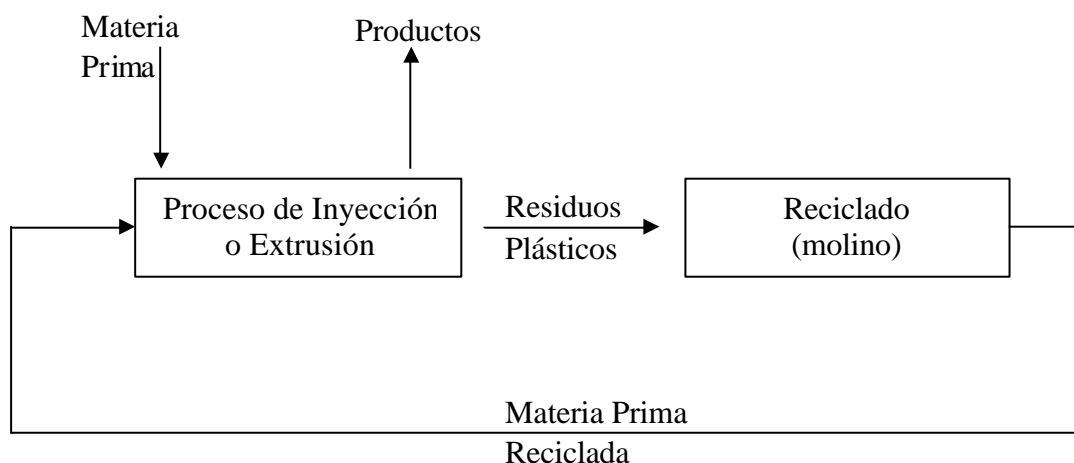 Materia
Prima
Productos
Proceso de Inyección
o Extrusión
Residuos
Plásticos
Reciclado
(molino)
Materia Prima
Reciclada